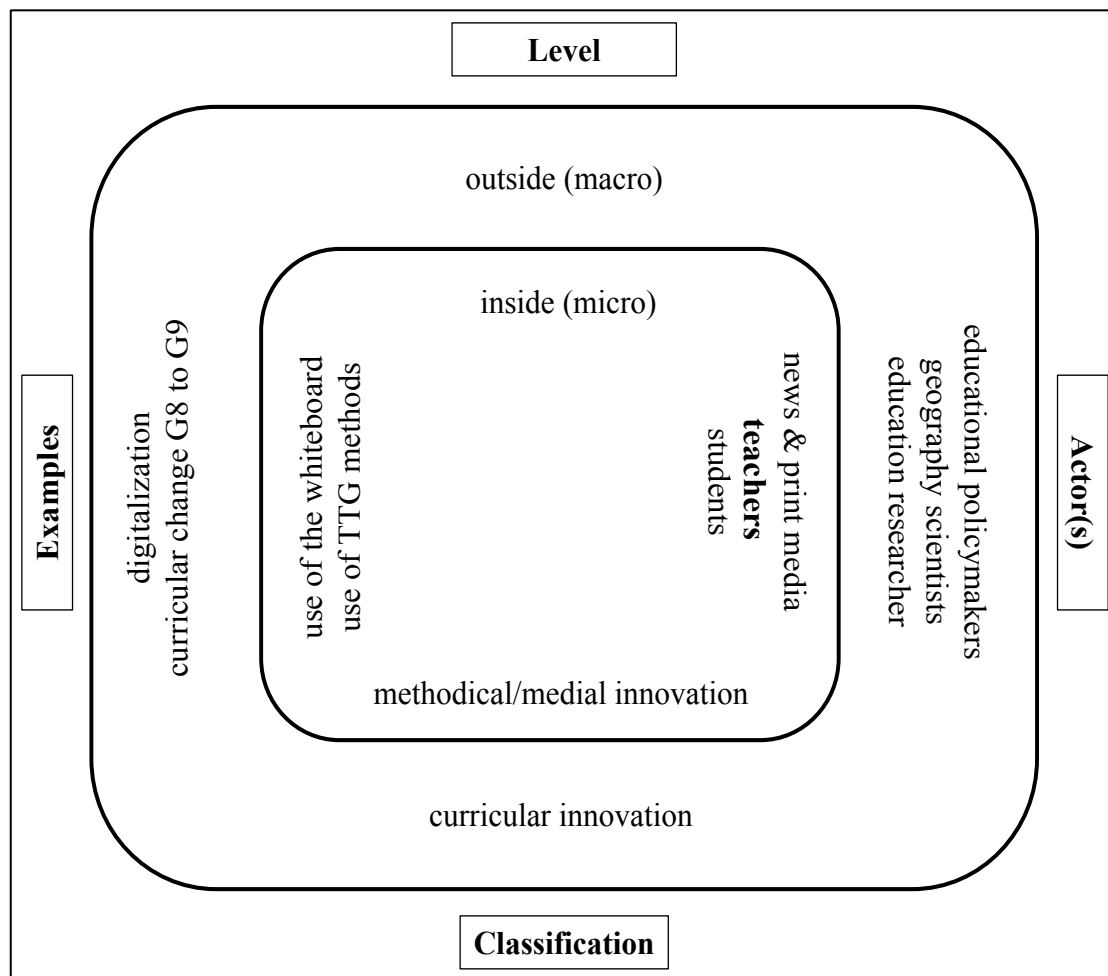 Level
outside (macro)
inside (micro)
Examples
digitalization
curricular change G8 to G9
use of the whiteboard
use of TTG methods
news & print media
teachers
students
educational policymakers
geography scientists
education researcher
Actor(s)
methodical/medial innovation
curricular innovation
Classification